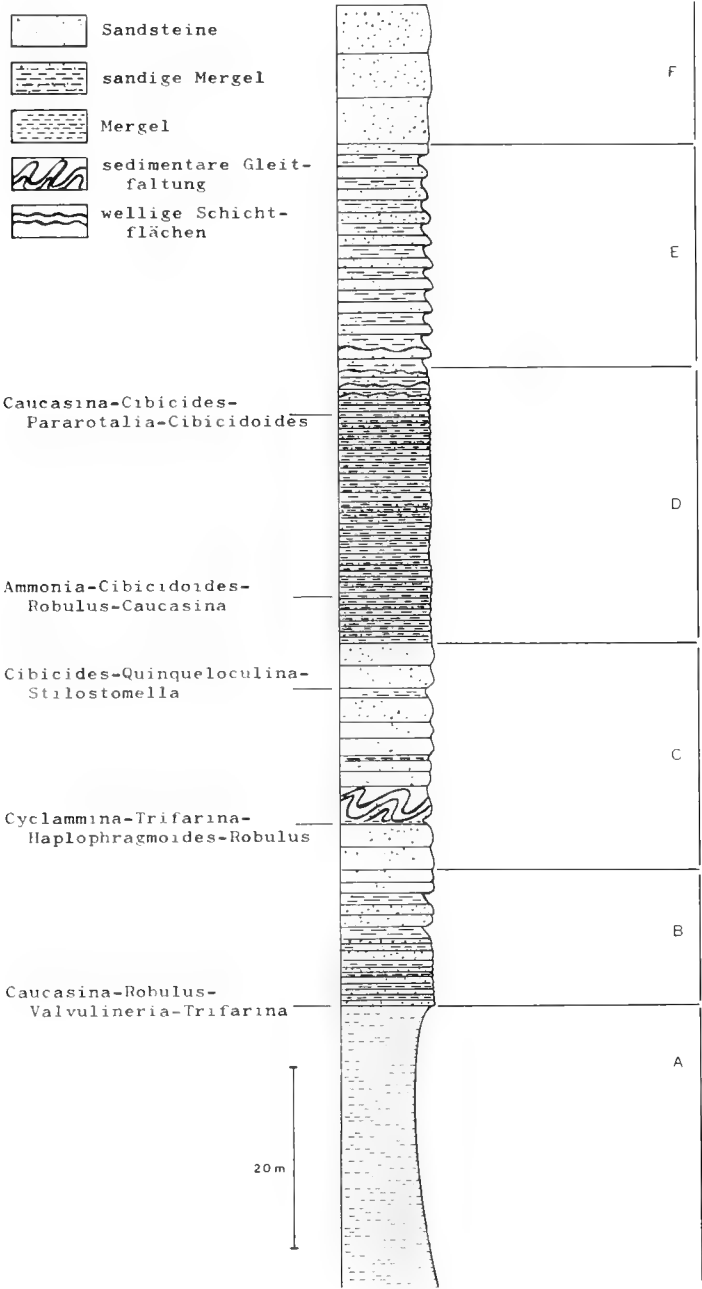 Sandsteine
sandige Mergel
Mergel
sedimentare Gleit-
faltung
wellige Schicht-
flächen
F
E
Caucasina-Cibicides-
Pararotalia-Cibicidoides
D
Ammonia-Cibicidoides-
Robulus-Caucasina
Cibicides-Quinqueloculina-
Stilostomella
C
Cyclammina-Trifarina-
Haplophragmoides-Robulus
B
Caucasina-Robulus-
Valvulineria-Trifarina
A
20 m